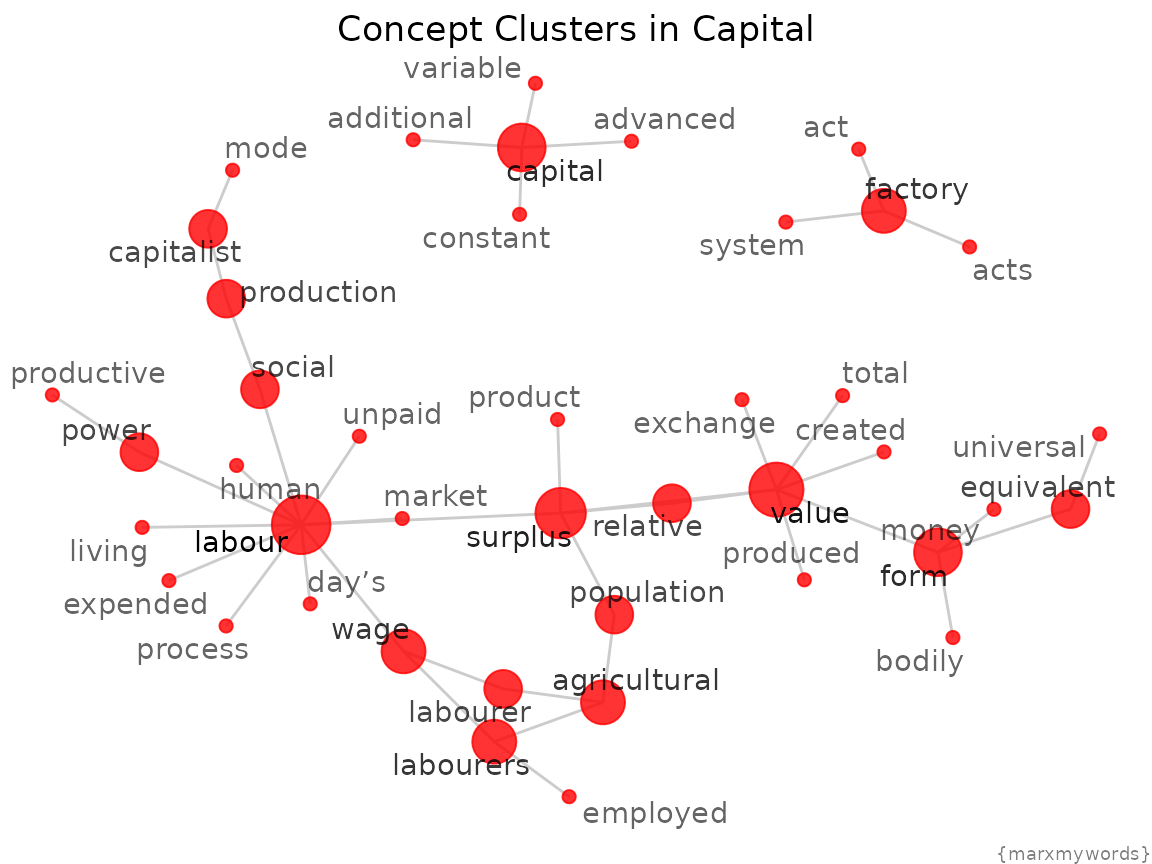 Concept Clusters in Capital
variable
additional
advanced
act
mode
capital
factory
constant
system
capitalist
acts
production
social
productive
total
product
unpaid
exchange
power
created
universal
human
market
equivalent
value
relative
money
surplus
labour
living
produced
form
day’s
population
expended
wage
process
bodily
agricultural
labourer
labourers
employed
{marxmywords}